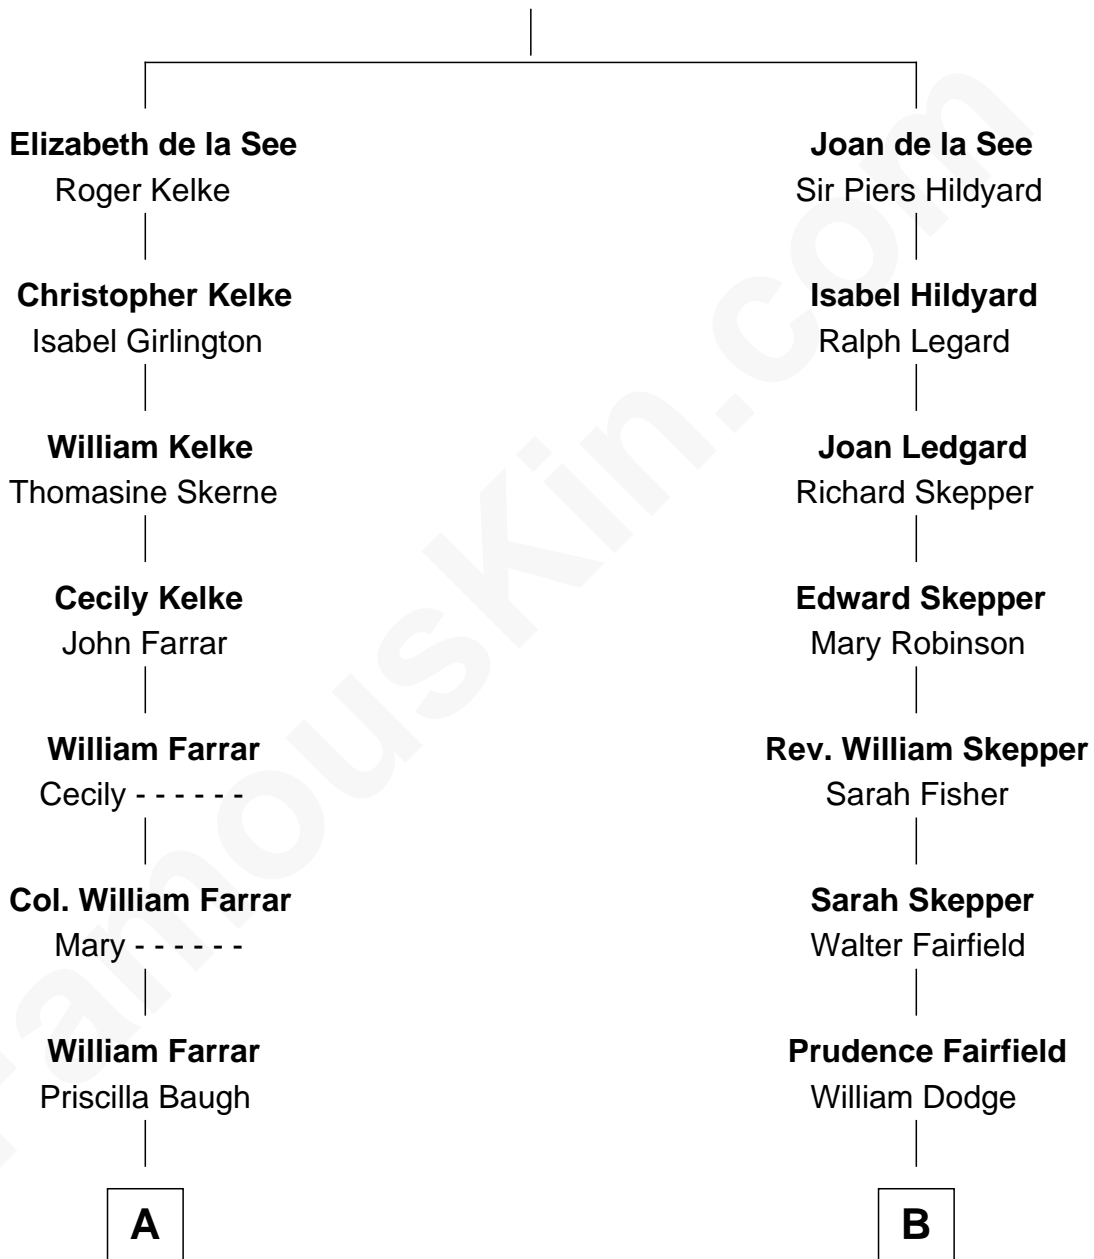 Elizabeth de la See
Roger Kelke
Christopher Kelke
Isabel Girlington
William Kelke
Thomasine Skerne
Cecily Kelke
John Farrar
William Farrar
Cecily - - - - - -
Col. William Farrar
Mary - - - - - -
William Farrar
Priscilla Baugh
A
Joan de la See
Sir Piers Hildyard
Isabel Hildyard
Ralph Legard
Joan Ledgard
Richard Skepper
Edward Skepper
Mary Robinson
Rev. William Skepper
Sarah Fisher
Sarah Skepper
Walter Fairfield
Prudence Fairfield
William Dodge
B
FamousKin.com